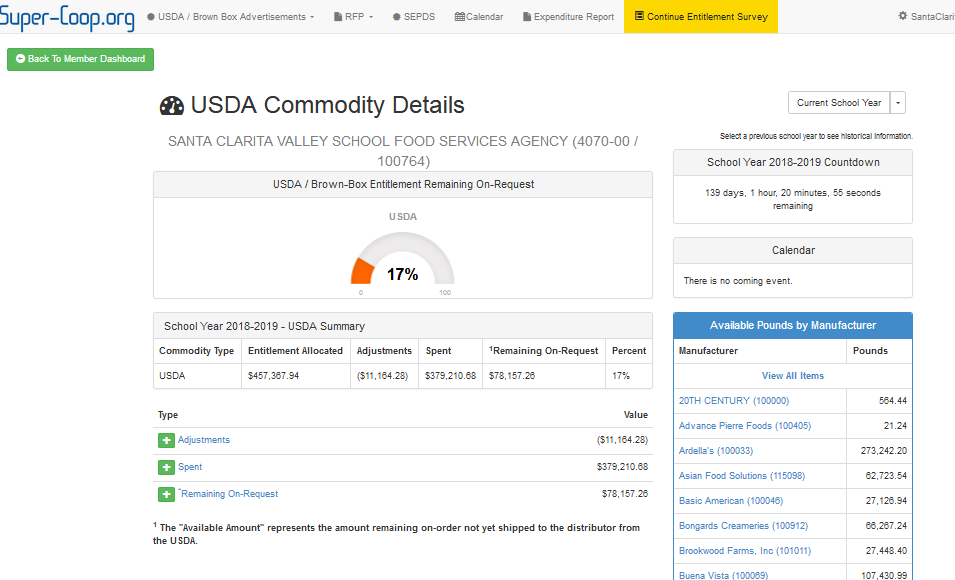 Super-Coop.org
USDA / Brown Box Advertisements
RFP
SEPDS
Calendar
Expenditure Report
Continue Entitlement Survey
SantaClari
Back To Member Dashboard
USDA Commodity Details
Current School Year
SANTA CLARITA VALLEY SCHOOL FOOD SERVICES AGENCY (4070-00 /
100764)
Select a previous school year to see historical information.
USDA / Brown-Box Entitlement Remaining On-Request
USDA
17%
0 100
School Year 2018-2019 Countdown
139 days, 1 hour, 20 minutes, 55 seconds
remaining
Calendar
There is no coming event.
School Year 2018-2019 - USDA Summary
Commodity Type Entitlement Allocated Adjustments Spent ¹Remaining On-Request Percent
USDA $457,367.94 ($11,164.28) $379,210.68 $78,157.26 17%
Type Value
Adjustments ($11,164.28)
Spent $379,210.68
*Remaining On-Request $78,157.26
¹ The "Available Amount" represents the amount remaining on-order not yet shipped to the distributor from
the USDA.
Available Pounds by Manufacturer
Manufacturer Pounds
View All Items
20TH CENTURY (100000) 564.44
Advance Pierre Foods (100405) 21.24
Ardella's (100033) 273,242.20
Asian Food Solutions (115098) 62,723.54
Basic American (100046) 27,126.94
Bongards Creameries (100912) 66,267.24
Brookwood Farms, Inc (101011) 27,448.40
Buena Vista (100069) 107,430.99